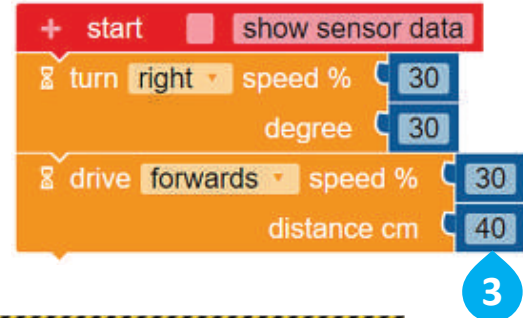 + start show sensor data
turn right speed % 30
degree 30
drive forwards speed % 30
distance cm 40
3